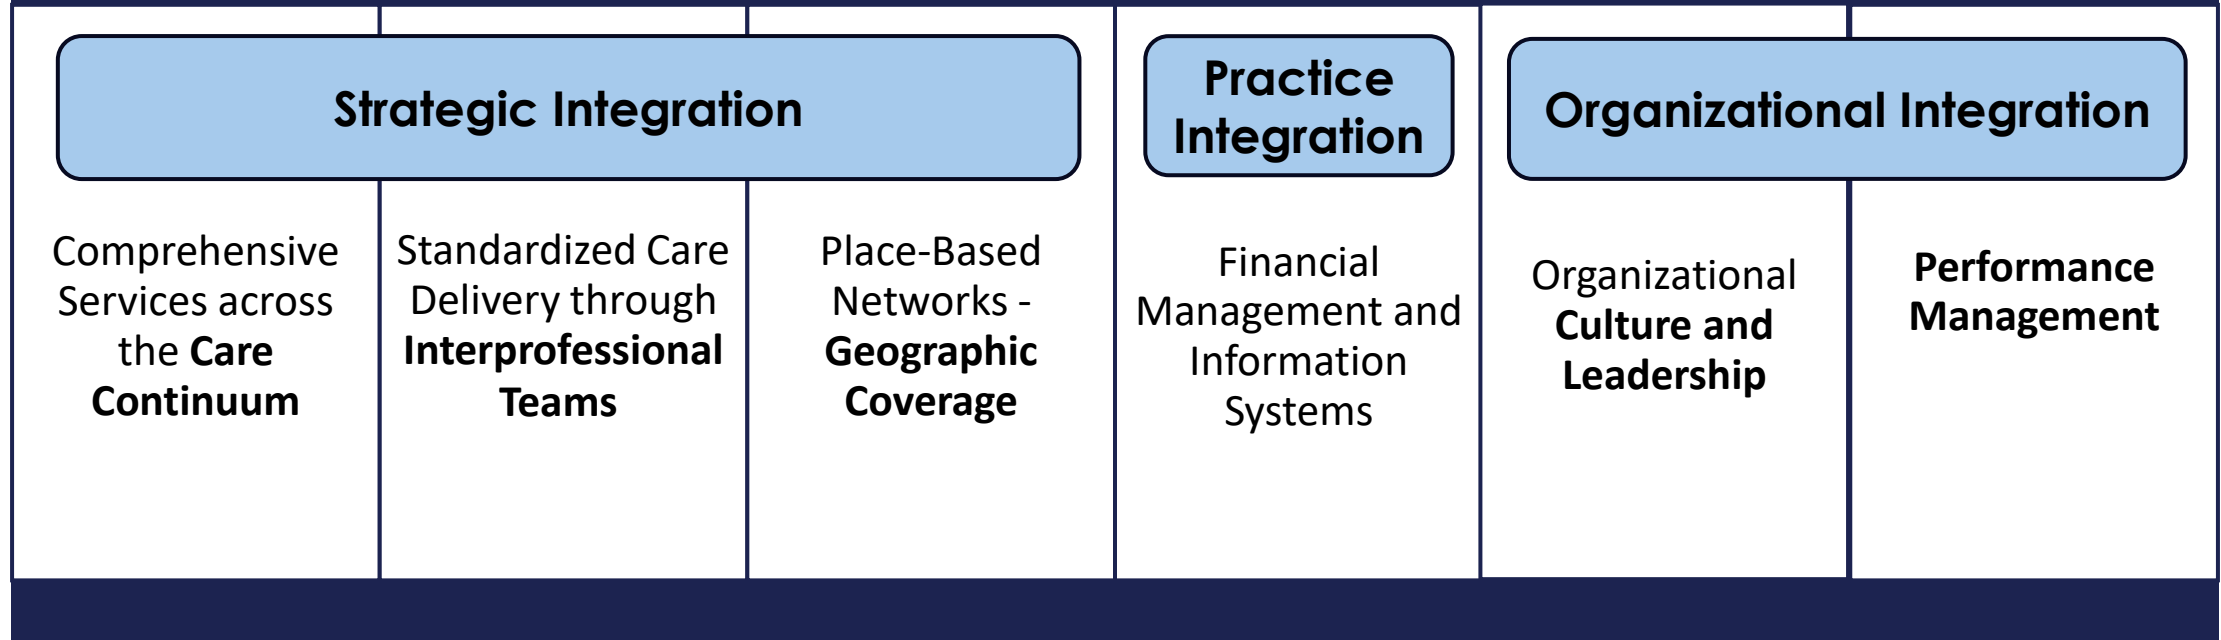 Strategic Integration
Practice
Integration
Organizational Integration
Comprehensive
Services across
the Care
Continuum
Standardized Care
Delivery through
Interprofessional
Teams
Place-Based
Networks -
Geographic
Coverage
Financial
Management and
Information
Systems
Organizational
Culture and
Leadership
Performance
Management